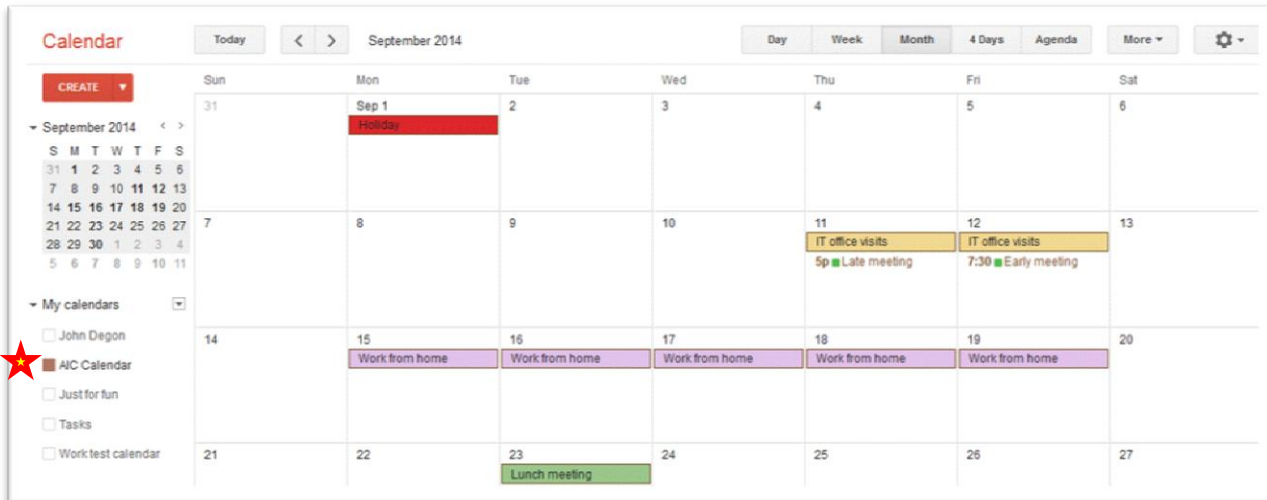 Calendar Today < > September 2014 Day Week Month 4 Days Agenda More
CREATE
Sun Mon Tue Wed Thu Fri Sat
31 Sep 1 2 3 4 5 6
Holiday
September 2014 < >
S M T W T F S
31 1 2 3 4 5 6
7 8 9 10 11 12 13
14 15 16 17 18 19 20
21 22 23 24 25 26 27
28 29 30 1 2 3 4
5 6 7 8 9 10 11
7 8 9 10 11 12 13
IT office visits IT office visits
5p Late meeting 7:30 Early meeting
My calendars
John Degon
AIC Calendar
Just for fun
Tasks
Work test calendar
14 15 16 17 18 19 20
Work from home Work from home Work from home Work from home Work from home
21 22 23 24 25 26 27
Lunch meeting